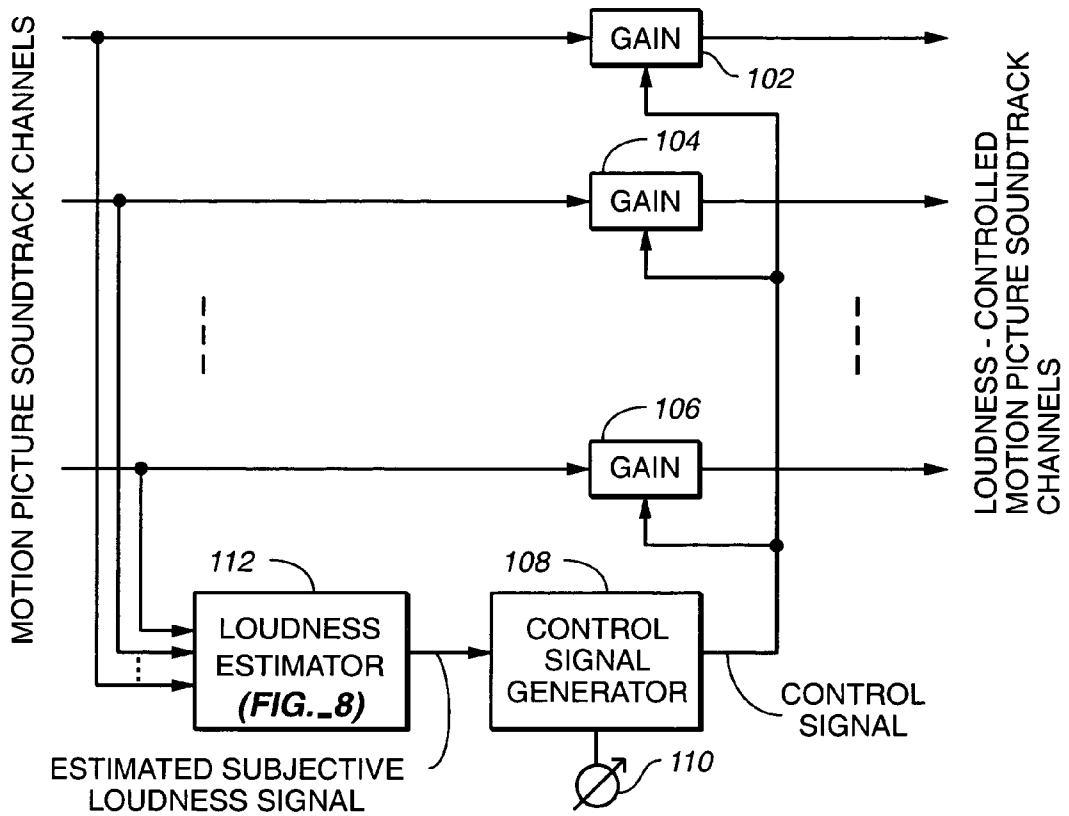 MOTION PICTURE SOUNDTRACK CHANNELS
GAIN
102
104
GAIN
106
GAIN
LOUDNESS - CONTROLLED
MOTION PICTURE SOUNDTRACK
CHANNELS
112
LOUDNESS
ESTIMATOR
(FIG._8)
108
CONTROL
SIGNAL
GENERATOR
CONTROL
SIGNAL
110
ESTIMATED SUBJECTIVE
LOUDNESS SIGNAL